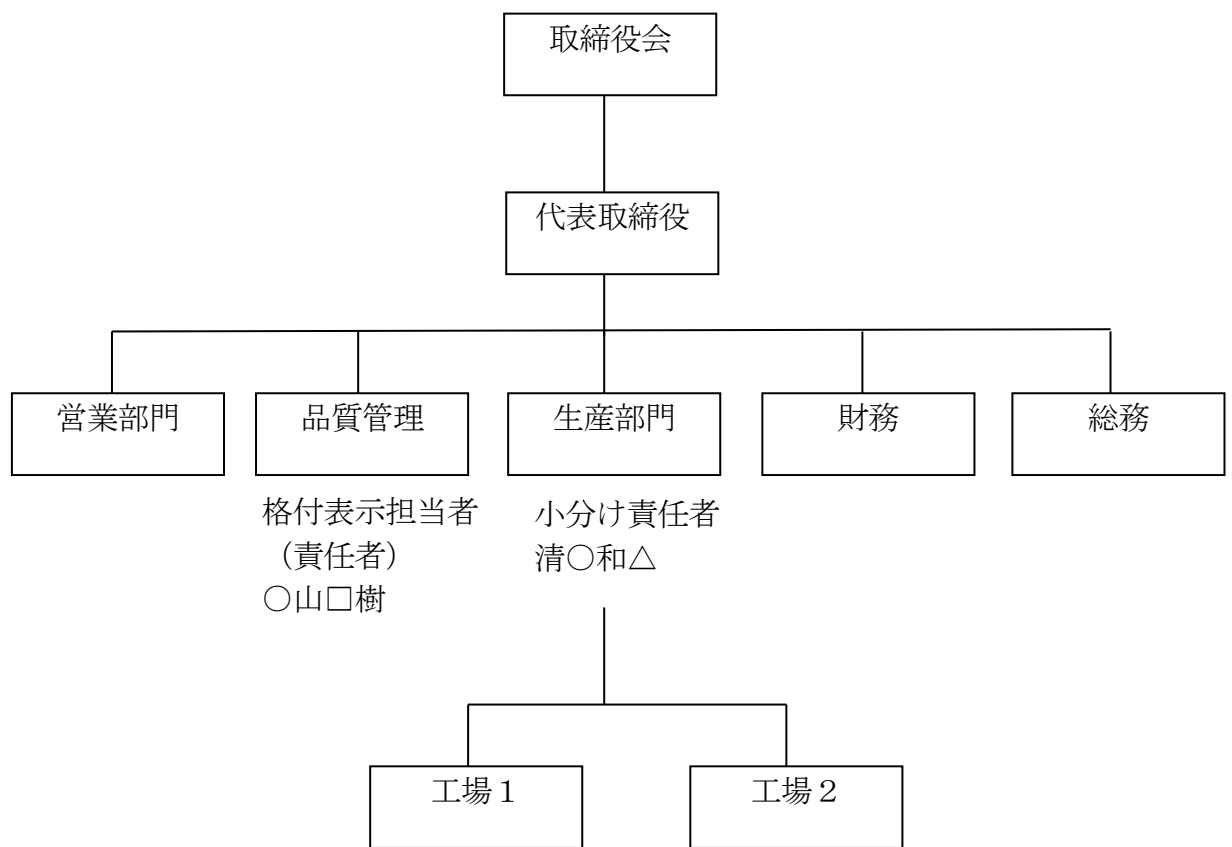 取締役会
代表取締役
営業部門
品質管理
生産部門
財務
総務
格付表示担当者
（責任者）
○山□樹
小分け責任者
清○和△
工場１
工場２